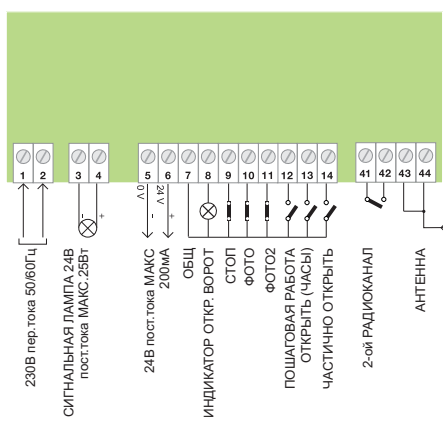 1 2 3 4 5 6 7 8 9 10 11 12 13 14 41 42 43 44
0 V
24 V
- +
- +
230В пер.тока 50/60Гц
СИГНАЛЬНАЯ ЛАМПА 24В
пост.тока МАКС.25Вт
24В пост.тока МАКС
200мА
ОБЩ
ИНДИКАТОР ОТКР. ВОРОТ
СТОП
ФОТО
ФОТО2
ПОШАГОВАЯ РАБОТА
ОТКРЫТЬ (ЧАСЫ)
ЧАСТИЧНО ОТКРЫТЬ
2-ой РАДИОКАНАЛ
АНТЕННА